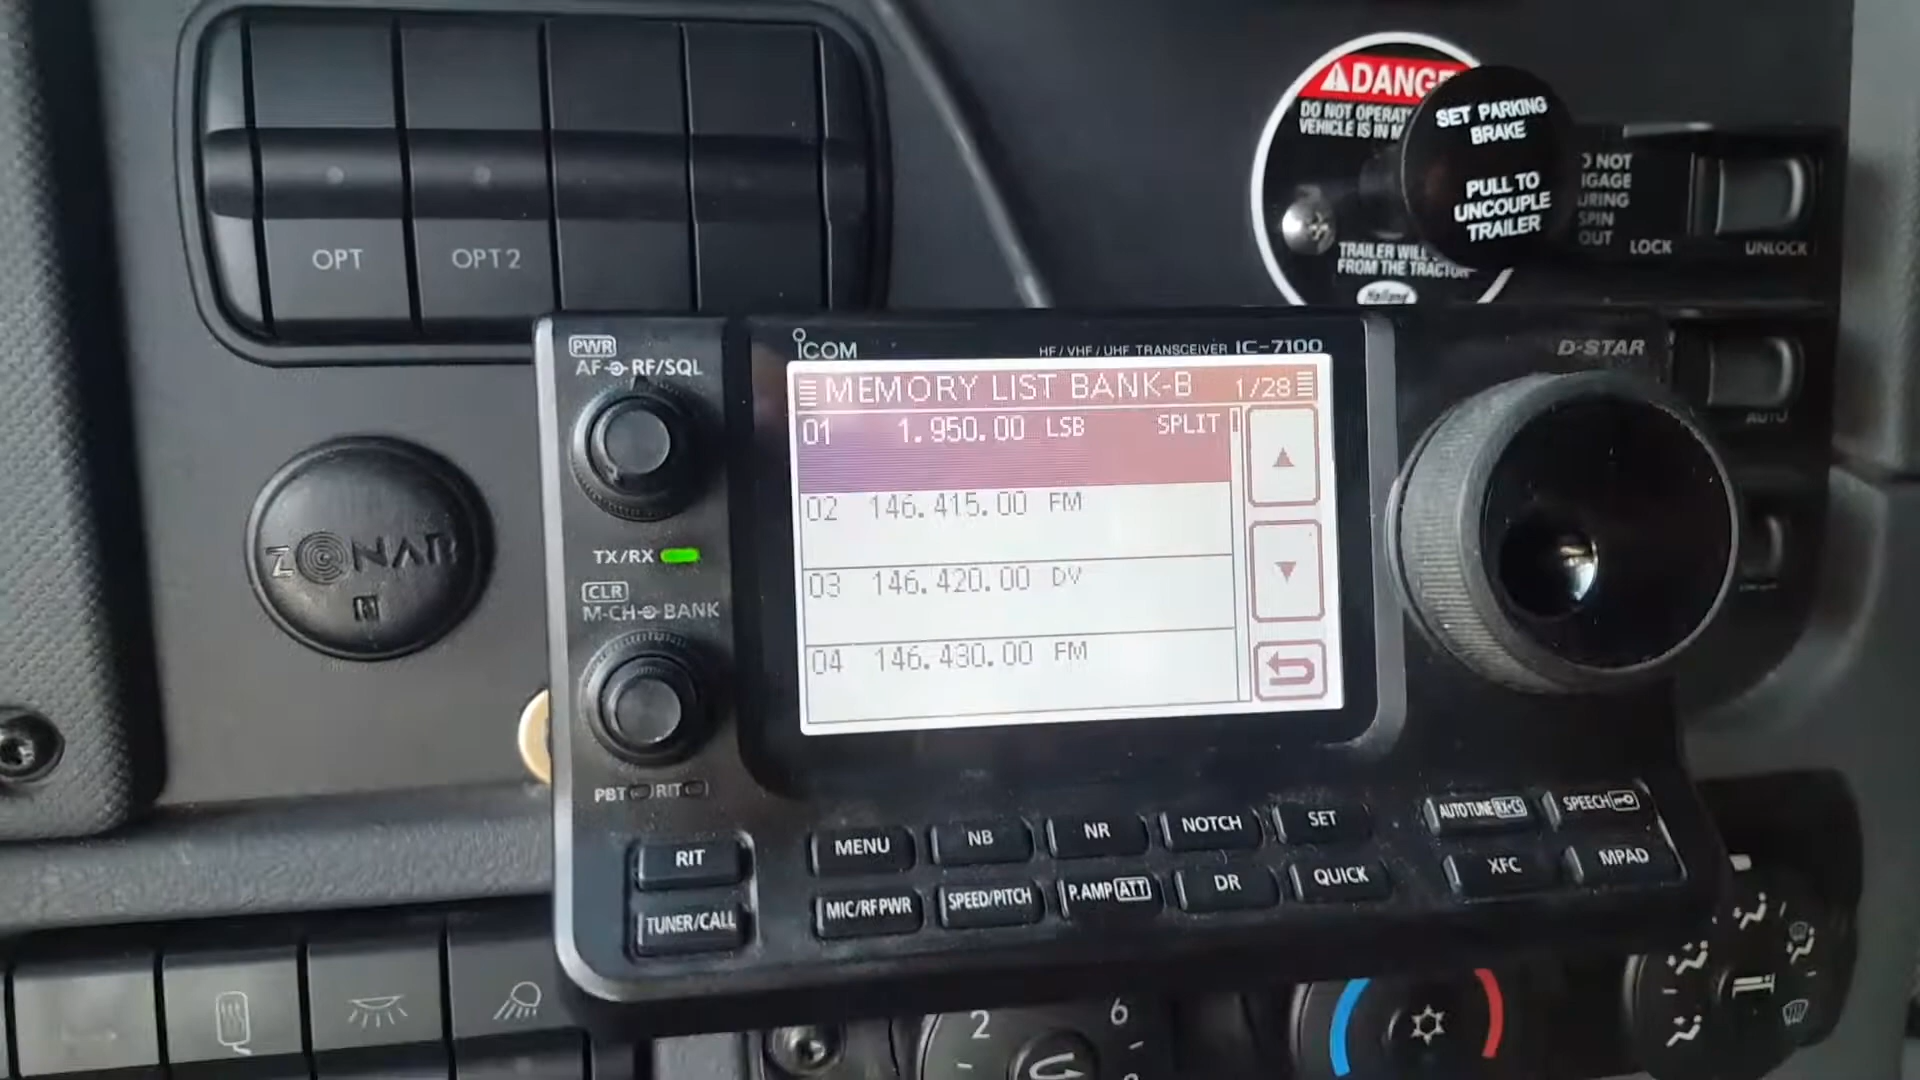 OPT
OPT 2
DANGE
DO NOT OPERAT
VEHICLE IS IN M
SET PARKING
BRAKE
PULL TO
UNCOUPLE
TRAILER
TRAILER WILL
FROM THE TRACTOR
Holland
O NOT
IGAGE
URING
SPIN
OUT
LOCK
UNLOCK
AUTO
ZONAR
PWR
AF RF/SQL
TX/RX
CLR
M-CH BANK
PBT RIT
ICOM
HF/VHF/UHF TRANSCEIVER IC-7100
D-STAR
MEMORY LIST BANK-B 1/28
01 1.950.00 LSB SPLIT
02 146.415.00 FM
03 146.420.00 DV
04 146.430.00 FM
RIT
TUNER/CALL
MENU
NB
NR
NOTCH
SET
MIC/RF PWR
SPEED/PITCH
P.AMP ATT
DR
QUICK
AUTOTUNE RX-CS
SPEECH
XFC
MPAD
2
6